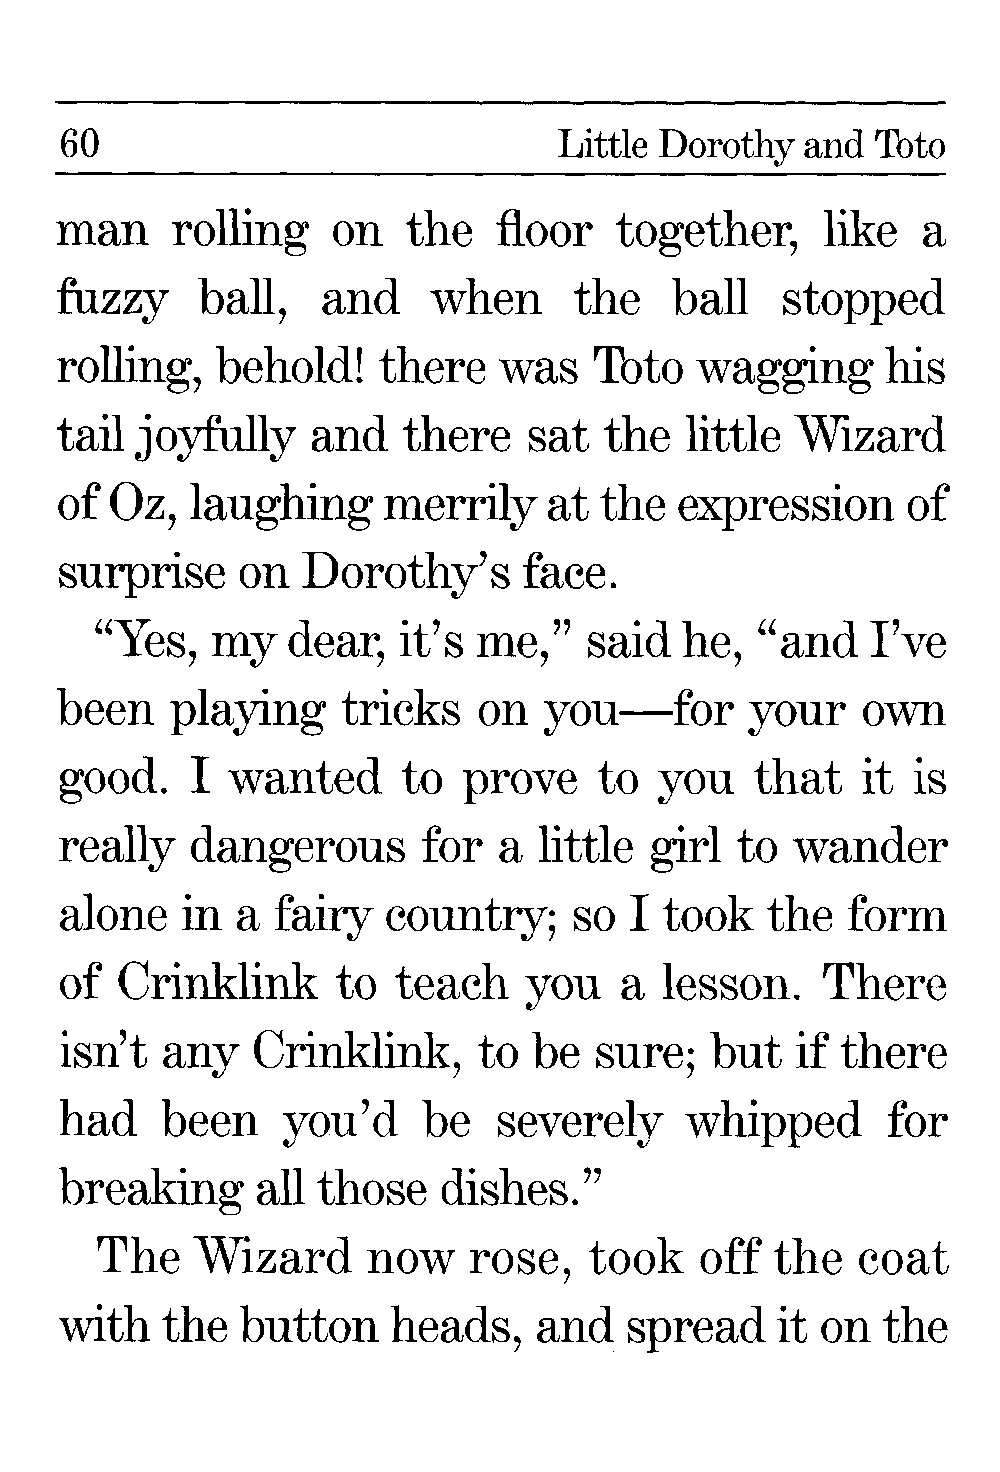 60 Little Dorothy and Toto
man rolling on the floor together, like a
fuzzy ball, and when the ball stopped
rolling, behold! there was Toto wagging his
tail joyfully and there sat the little Wizard
of Oz, laughing merrily at the expression of
surprise on Dorothy’s face.
“Yes, my dear, it’s me,” said he, “and I’ve
been playing tricks on you—for your own
good. I wanted to prove to you that it is
really dangerous for a little girl to wander
alone in a fairy country; so I took the form
of Crinklink to teach you a lesson. There
isn’t any Crinklink, to be sure; but if there
had been you’d be severely whipped for
breaking all those dishes.”
The Wizard now rose, took off the coat
with the button heads, and spread it on the